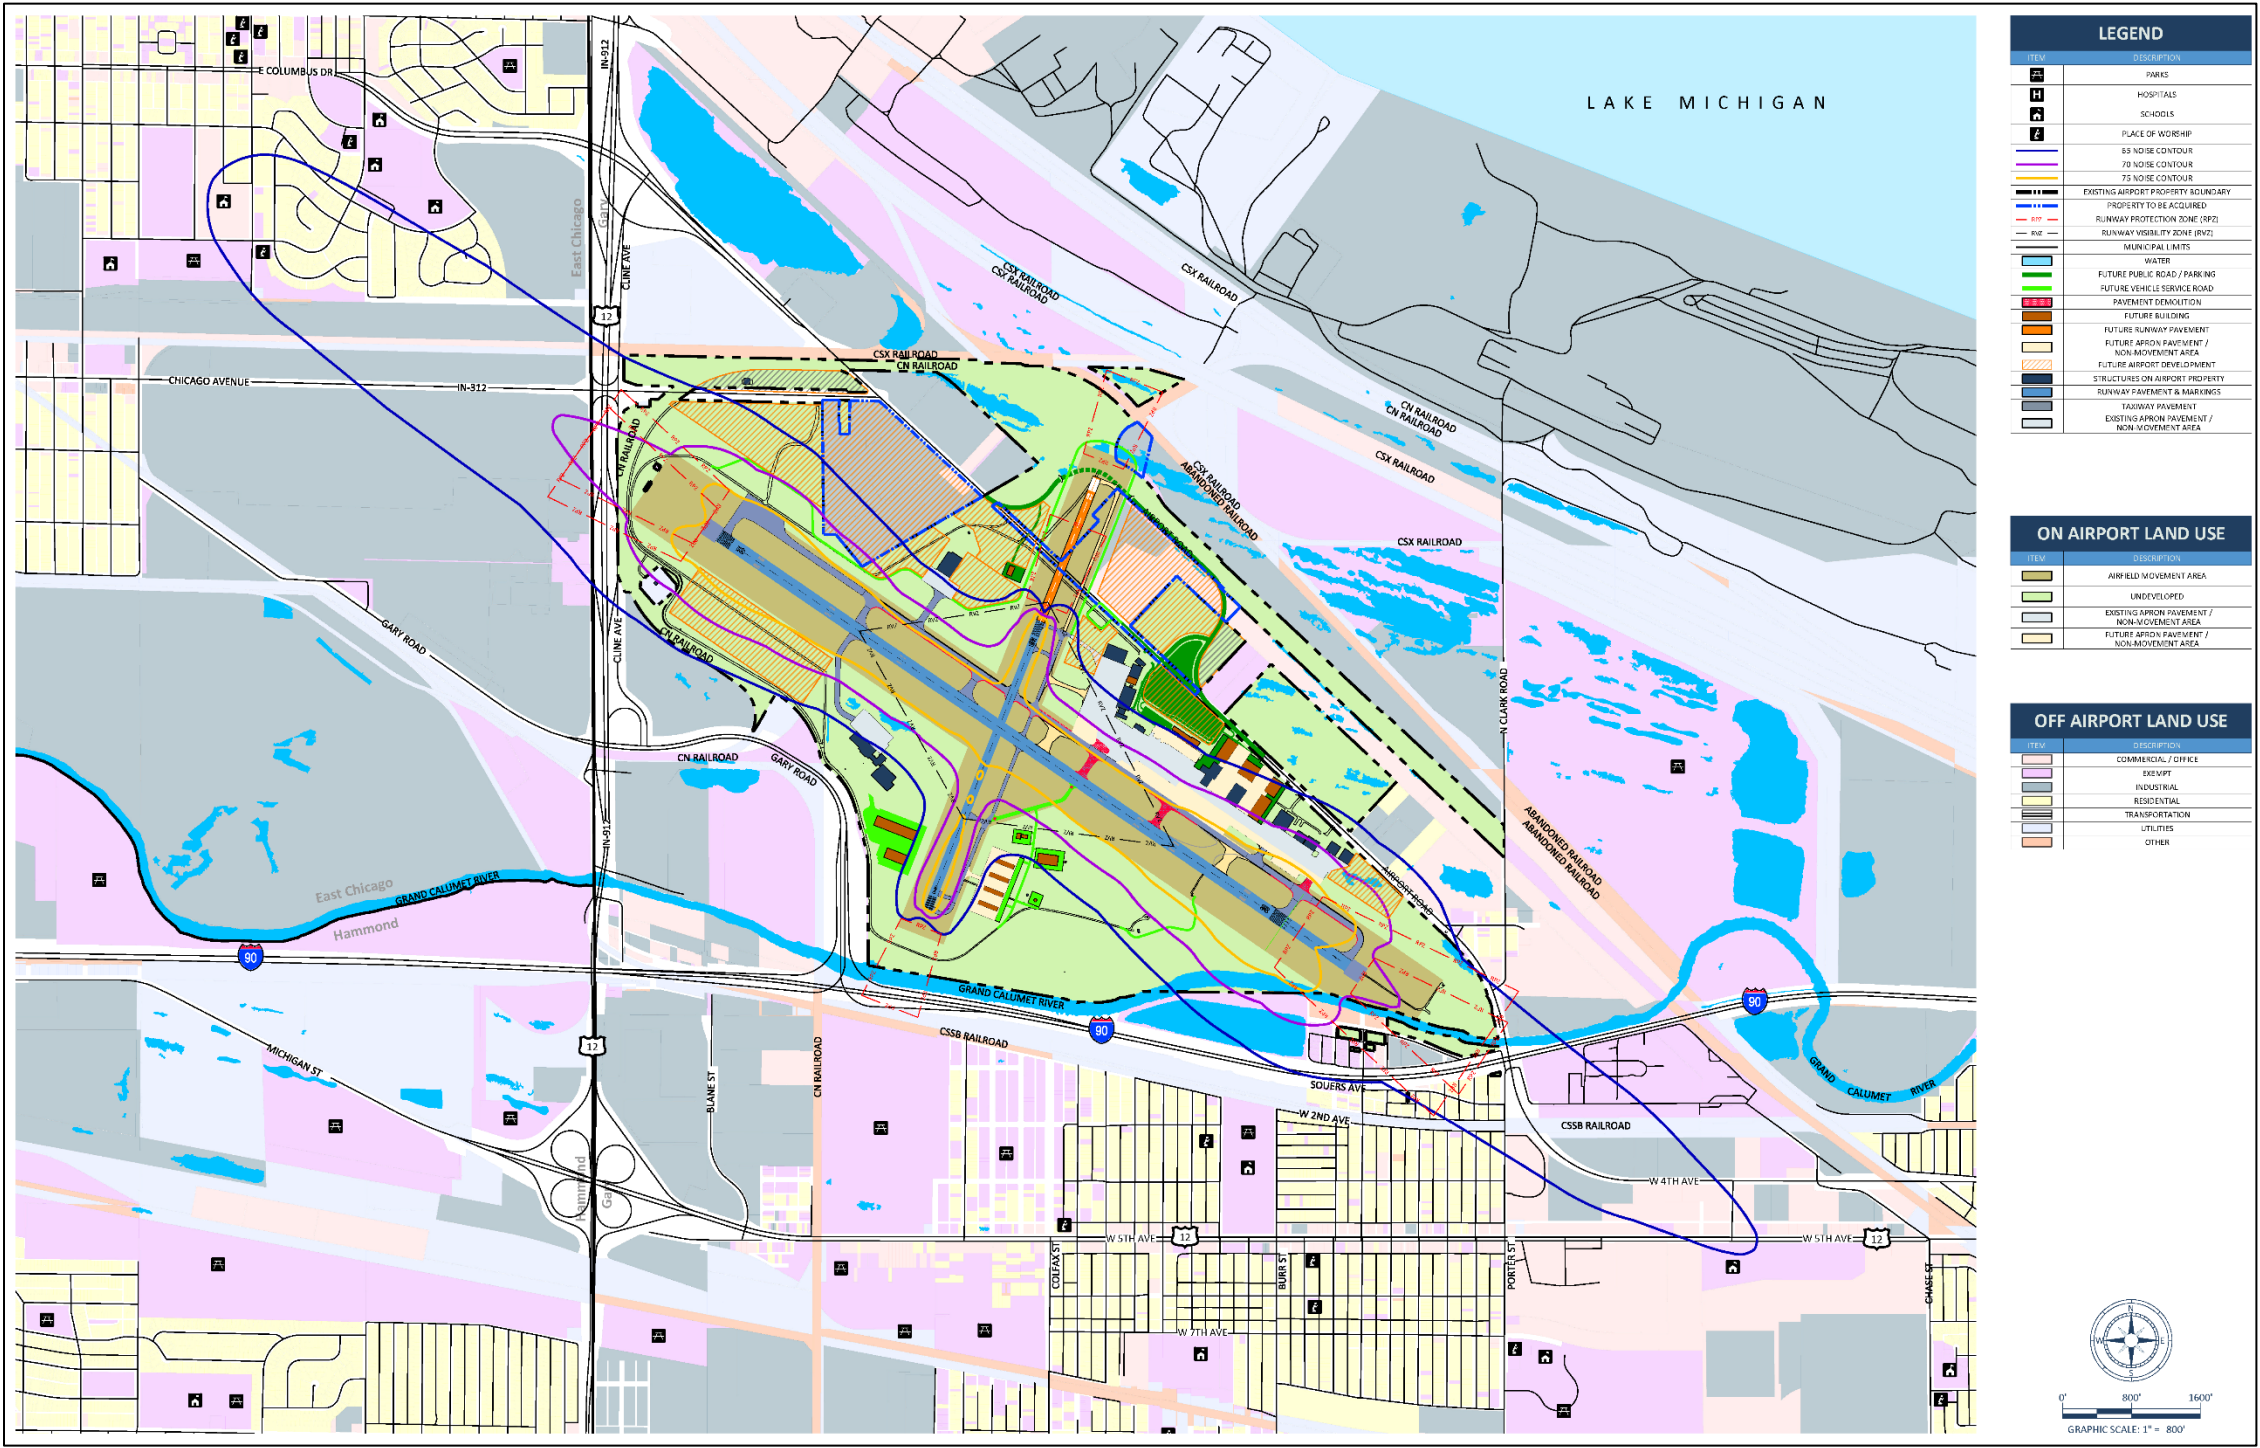 E COLUMBUS DR
IN-912
LAKE MICHIGAN
East Chicago
Gary
CLINE AVE
12
CSX RAILROAD
CSX RAILROAD
CSX RAILROAD
CSX RAILROAD
CN RAILROAD
CHICAGO AVENUE
IN-312
CN RAILROAD
CN RAILROAD
CN RAILROAD
CSX RAILROAD
CSX RAILROAD
ABANDONED RAILROAD
AIRPORT ROAD
CSX RAILROAD
GARY ROAD
CLINE AVE
CN RAILROAD
N CLARK ROAD
CN RAILROAD
GARY ROAD
IN-912
ABANDONED RAILROAD
ABANDONED RAILROAD
East Chicago
GRAND CALUMET RIVER
Hammond
AIRPORT ROAD
90
GRAND CALUMET RIVER
90
90
CSSB RAILROAD
MICHIGAN ST
12
BLANE ST
CN RAILROAD
SOUERS AVE
W 2ND AVE
CSSB RAILROAD
GRAND CALUMET RIVER
Hammond
W 4TH AVE
W 5TH AVE
12
W 5TH AVE
12
COLFAX ST
BURR ST
PORTER ST
CHASE ST
W 7TH AVE
LEGEND
ITEM DESCRIPTION
PARKS
H HOSPITALS
SCHOOLS
PLACE OF WORSHIP
65 NOISE CONTOUR
70 NOISE CONTOUR
75 NOISE CONTOUR
EXISTING AIRPORT PROPERTY BOUNDARY
PROPERTY TO BE ACQUIRED
RPZ RUNWAY PROTECTION ZONE (RPZ)
RVZ RUNWAY VISIBILITY ZONE (RVZ)
MUNICIPAL LIMITS
WATER
FUTURE PUBLIC ROAD / PARKING
FUTURE VEHICLE SERVICE ROAD
PAVEMENT DEMOLITION
FUTURE BUILDING
FUTURE RUNWAY PAVEMENT
FUTURE APRON PAVEMENT /
NON-MOVEMENT AREA
FUTURE AIRPORT DEVELOPMENT
STRUCTURES ON AIRPORT PROPERTY
RUNWAY PAVEMENT & MARKINGS
TAXIWAY PAVEMENT
EXISTING APRON PAVEMENT /
NON-MOVEMENT AREA
ON AIRPORT LAND USE
ITEM DESCRIPTION
AIRFIELD MOVEMENT AREA
UNDEVELOPED
EXISTING APRON PAVEMENT /
NON-MOVEMENT AREA
FUTURE APRON PAVEMENT /
NON-MOVEMENT AREA
OFF AIRPORT LAND USE
ITEM DESCRIPTION
COMMERCIAL / OFFICE
EXEMPT
INDUSTRIAL
RESIDENTIAL
TRANSPORTATION
UTILITIES
OTHER
N
W E
S
0' 800' 1600'
GRAPHIC SCALE: 1" = 800'